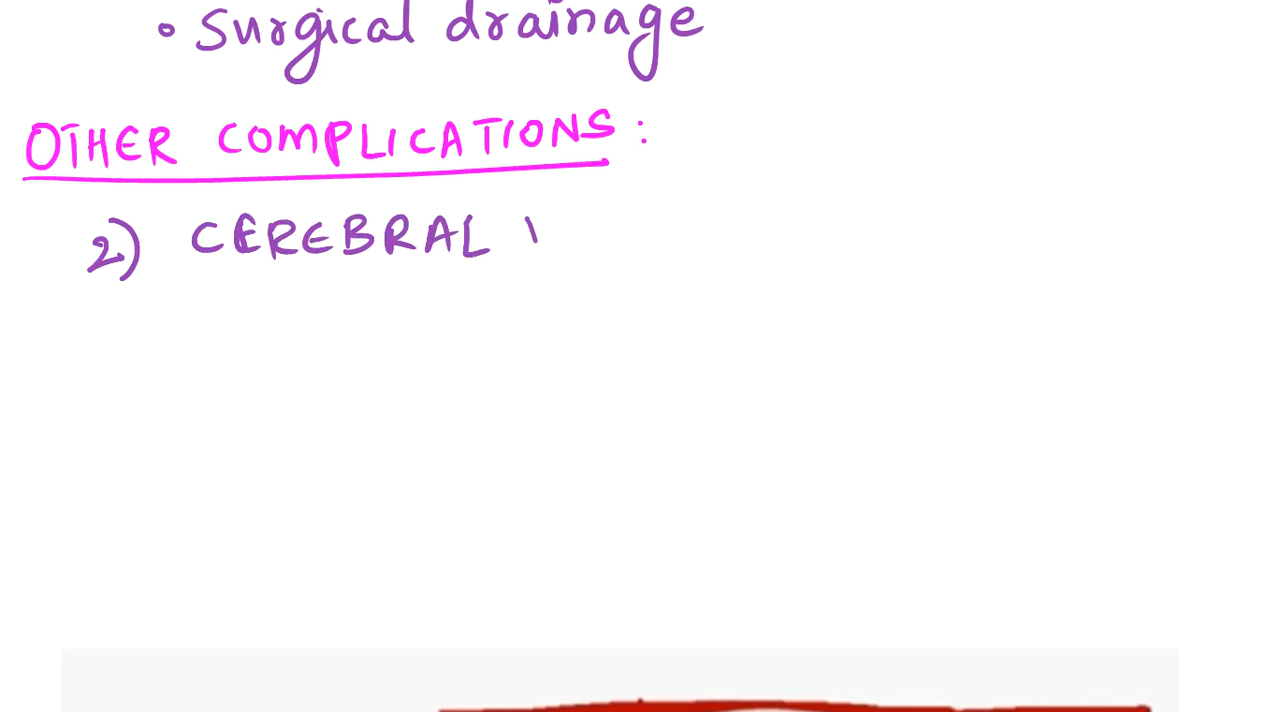 • Surgical drainage
OTHER COMPLICATIONS :
2) CEREBRAL